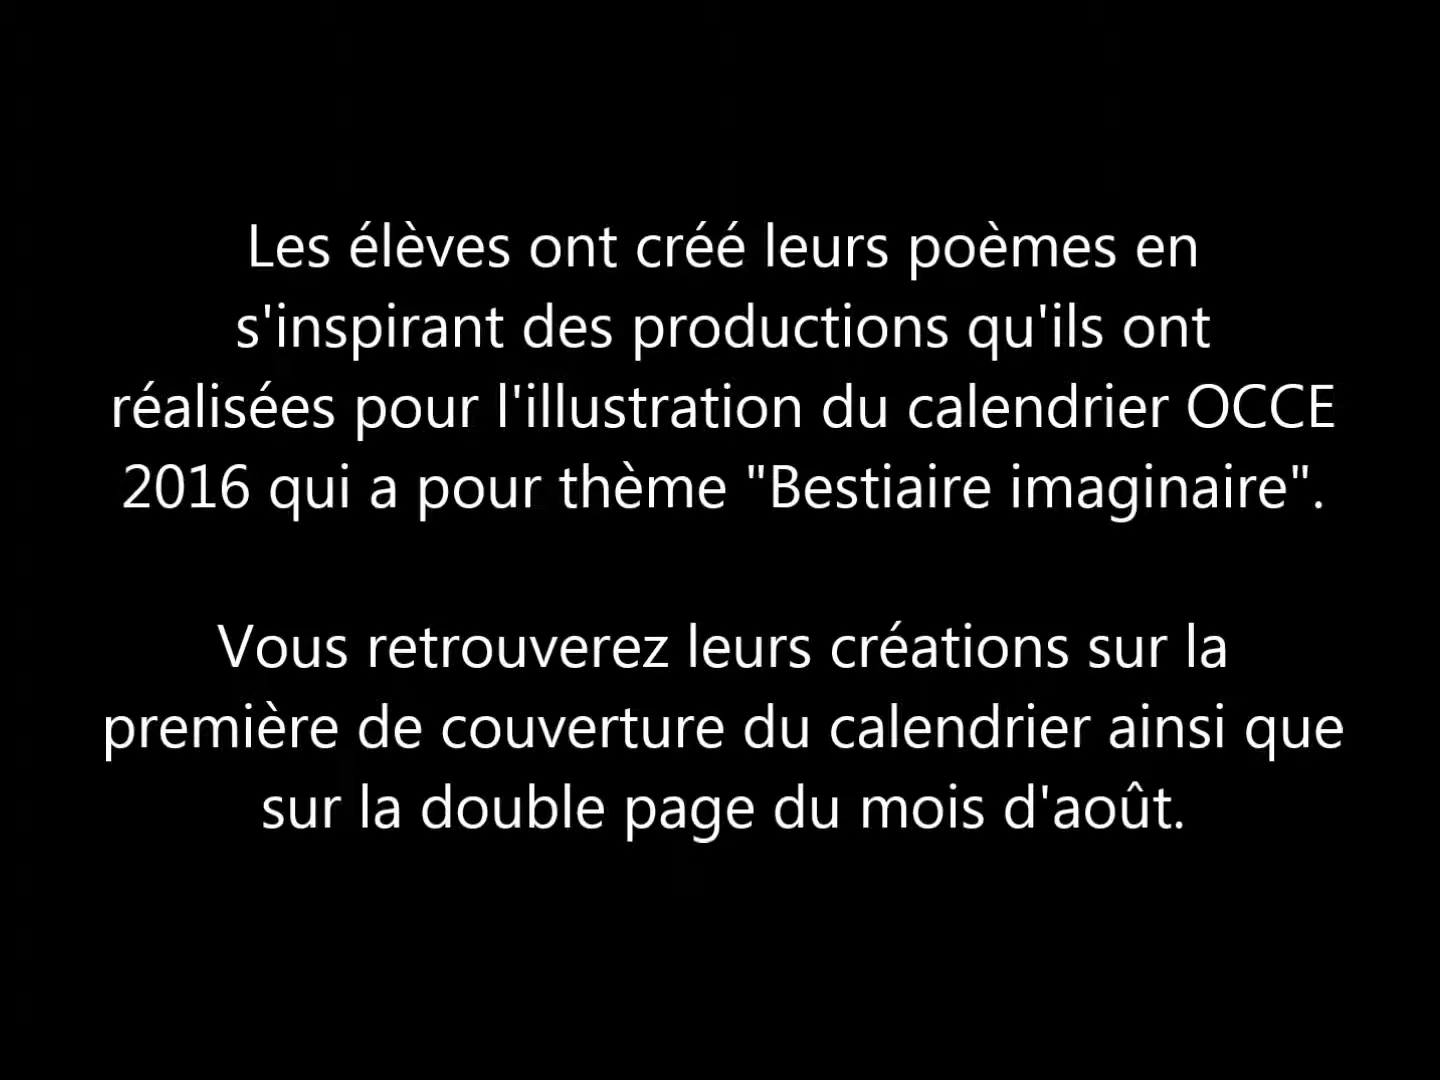 Les élèves ont créé leurs poèmes en
s'inspirant des productions qu'ils ont
réalisées pour l'illustration du calendrier OCCE
2016 qui a pour thème "Bestiaire imaginaire".
Vous retrouverez leurs créations sur la
première de couverture du calendrier ainsi que
sur la double page du mois d'août.